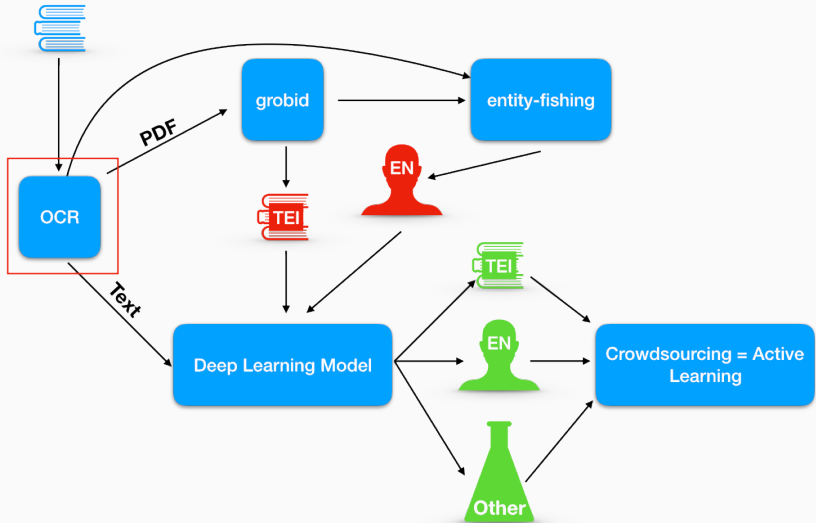 grobid
entity-fishing
PDF
EN
OCR
TEI
TEI
Text
EN
Deep Learning Model
Crowdsourcing = Active
Learning
Other